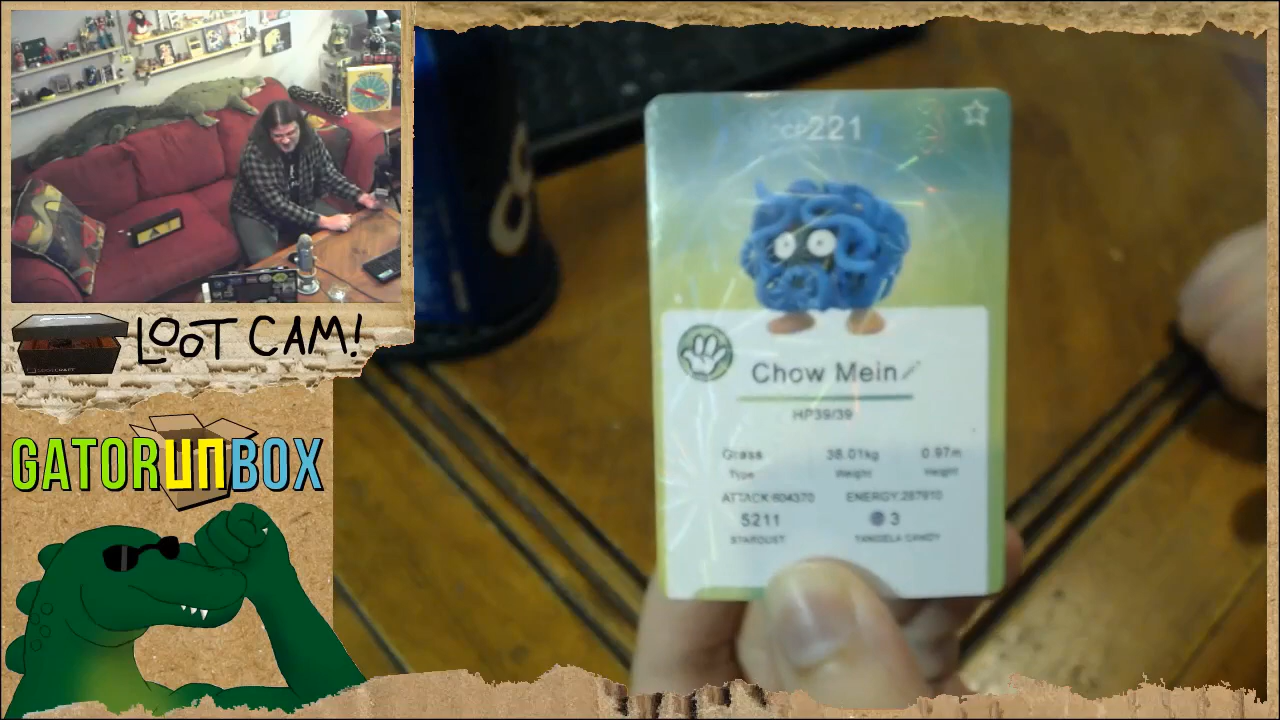 LOOT CAM!
GATORUNBOX
CP221
Chow Mein
HP39/39
Grass 38.01kg 0.97m
Type Weight Height
ATTACK:604370 ENERGY:287910
5211 3
STARDUST TANGELA CANDY